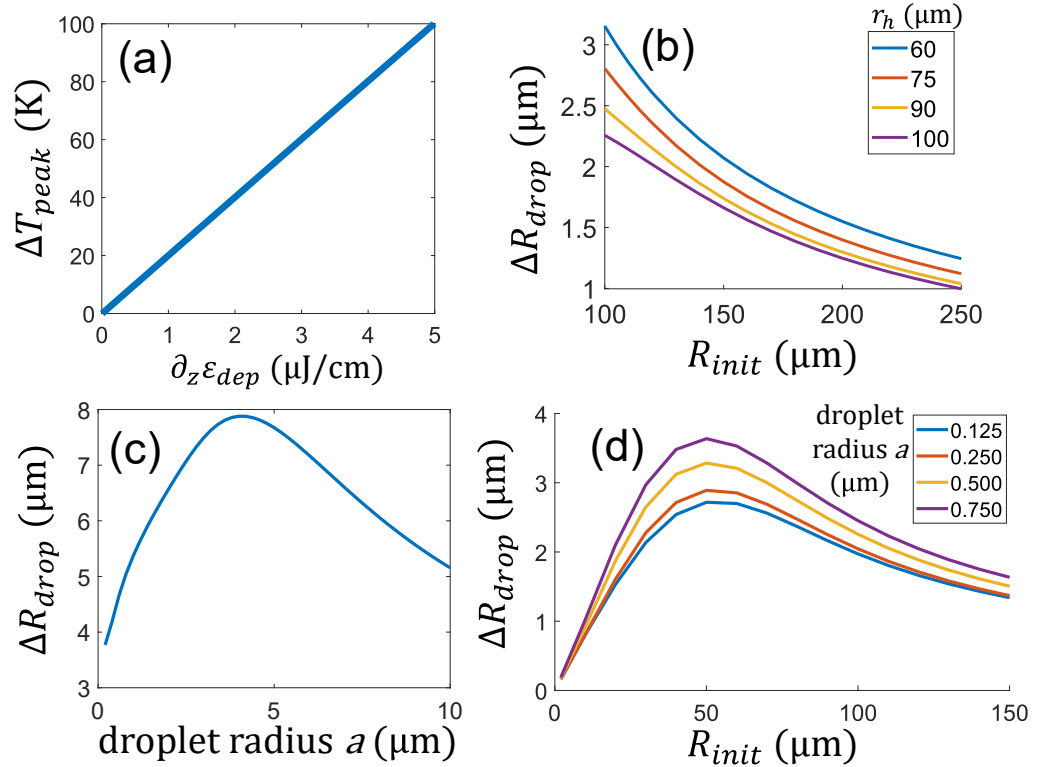 (a)
ΔT_peak (K)
100
80
60
40
20
0
0 1 2 3 4 5
∂_z ε_dep (μJ/cm)
(b)
r_h (μm)
60
75
90
100
ΔR_drop (μm)
3
2.5
2
1.5
1
100 150 200 250
R_init (μm)
(c)
ΔR_drop (μm)
8
7
6
5
4
3
0 5 10
droplet radius a (μm)
(d)
droplet
radius a
(μm)
0.125
0.250
0.500
0.750
ΔR_drop (μm)
4
3
2
1
0
0 50 100 150
R_init (μm)